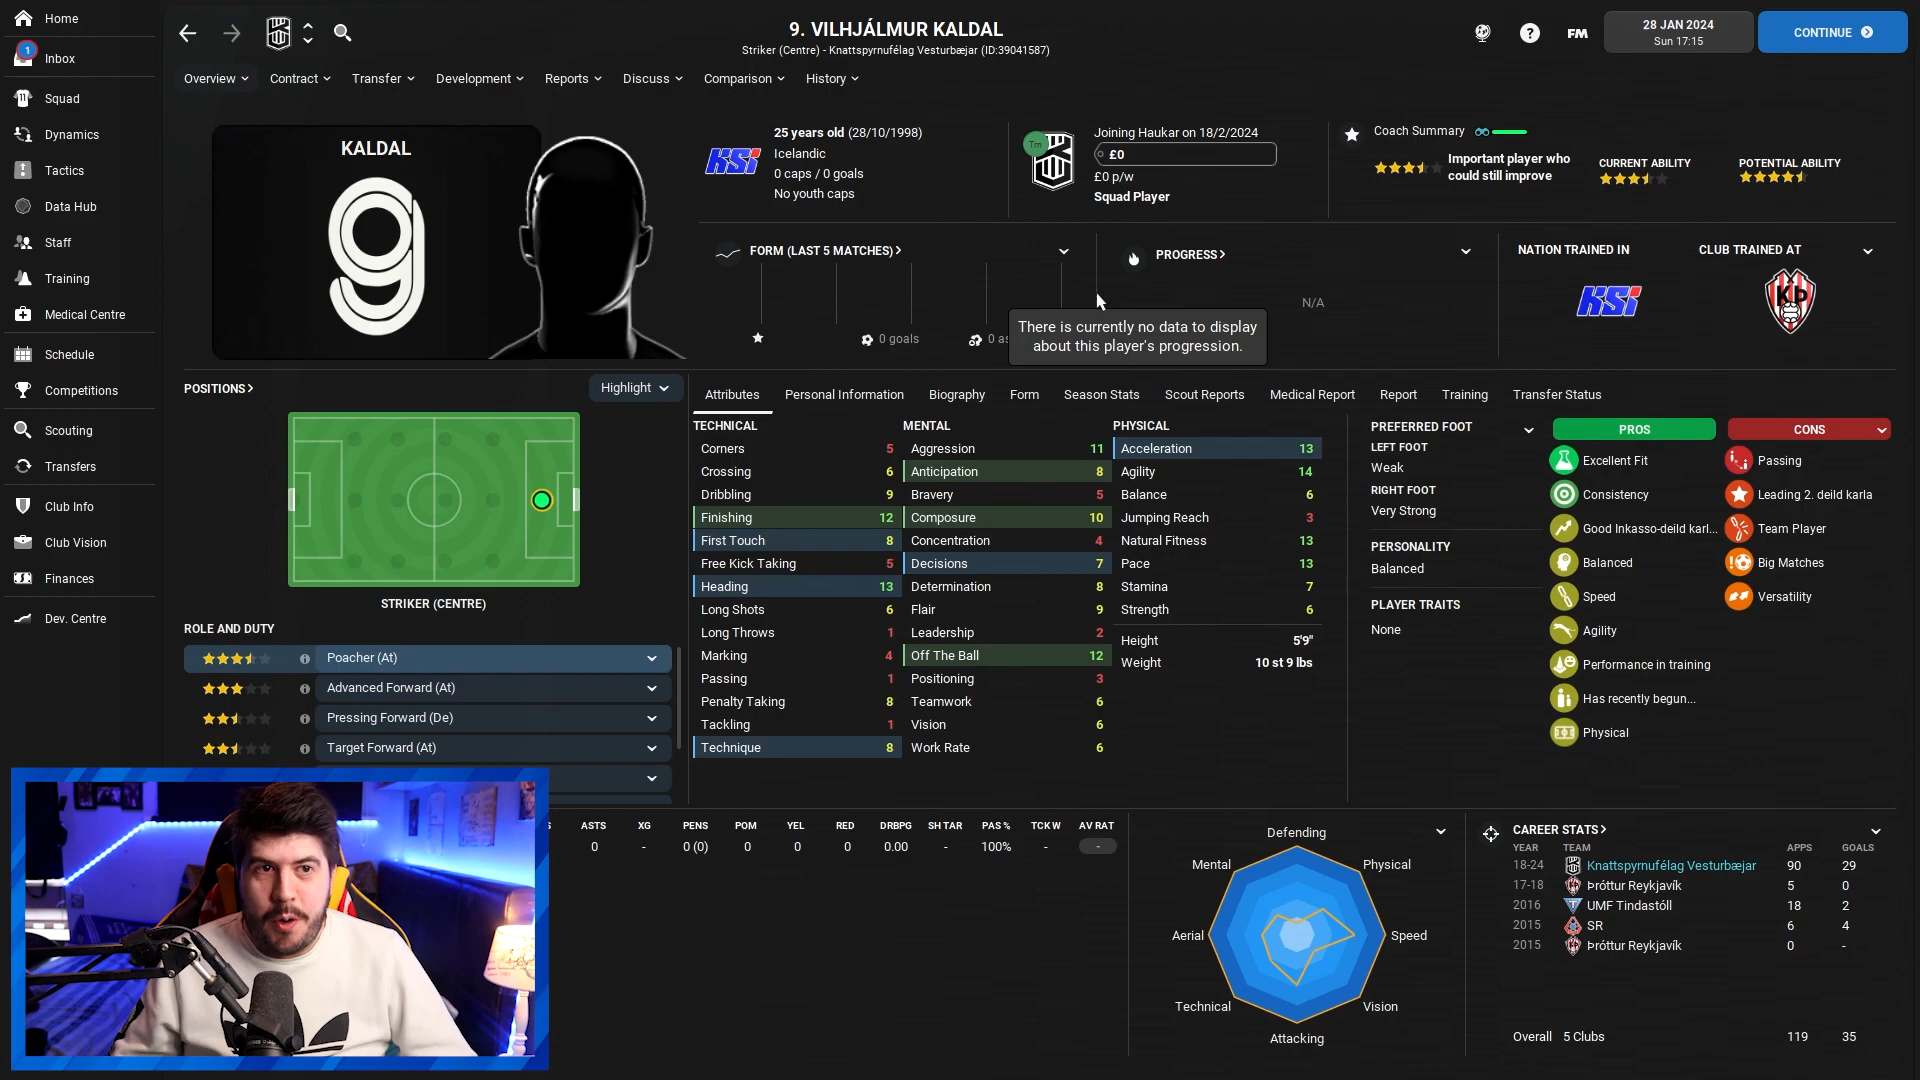 Home
1
Inbox
Squad
Dynamics
Tactics
Data Hub
Staff
Training
Medical Centre
Schedule
Competitions
Scouting
Transfers
Club Info
Club Vision
Finances
Dev. Centre
9. VILHJÁLMUR KALDAL
Striker (Centre) - Knattspyrnufélag Vesturbæjar (ID:39041587)
?
FM
28 JAN 2024
Sun 17:15
CONTINUE
Overview
Contract
Transfer
Development
Reports
Discuss
Comparison
History
KALDAL
9
KSÍ
25 years old (28/10/1998)
Icelandic
0 caps / 0 goals
No youth caps
Trn
Joining Haukar on 18/2/2024
£0
£0 p/w
Squad Player
Coach Summary
Important player who
could still improve
CURRENT ABILITY
POTENTIAL ABILITY
FORM (LAST 5 MATCHES)
0 goals
0 as
PROGRESS
N/A
There is currently no data to display
about this player's progression.
NATION TRAINED IN
KSÍ
CLUB TRAINED AT
POSITIONS
Highlight
STRIKER (CENTRE)
ROLE AND DUTY
Poacher (At)
Advanced Forward (At)
Pressing Forward (De)
Target Forward (At)
Attributes
Personal Information
Biography
Form
Season Stats
Scout Reports
Medical Report
Report
Training
Transfer Status
TECHNICAL
Corners 5
Crossing 6
Dribbling 9
Finishing 12
First Touch 8
Free Kick Taking 5
Heading 13
Long Shots 6
Long Throws 1
Marking 4
Passing 1
Penalty Taking 8
Tackling 1
Technique 8
MENTAL
Aggression 11
Anticipation 8
Bravery 5
Composure 10
Concentration 4
Decisions 7
Determination 8
Flair 9
Leadership 2
Off The Ball 12
Positioning 3
Teamwork 6
Vision 6
Work Rate 6
PHYSICAL
Acceleration 13
Agility 14
Balance 6
Jumping Reach 3
Natural Fitness 13
Pace 13
Stamina 7
Strength 6
Height 5'9"
Weight 10 st 9 lbs
PREFERRED FOOT
LEFT FOOT
Weak
RIGHT FOOT
Very Strong
PERSONALITY
Balanced
PLAYER TRAITS
None
PROS
Excellent Fit
Consistency
Good Inkasso-deild karl...
Balanced
Speed
Agility
Performance in training
Has recently begun...
Physical
CONS
Passing
Leading 2. deild karla
Team Player
Big Matches
Versatility
S ASTS XG PENS POM YEL RED DRBPG SH TAR PAS % TCK W AV RAT
0 - 0 (0) 0 0 0 0.00 - 100% - -
Defending
Mental
Physical
Aerial
Speed
Technical
Vision
Attacking
CAREER STATS
YEAR TEAM APPS GOALS
18-24 Knattspyrnufélag Vesturbæjar 90 29
17-18 Þróttur Reykjavík 5 0
2016 UMF Tindastóll 18 2
2015 SR 6 4
2015 Þróttur Reykjavík 0 -
Overall 5 Clubs 119 35